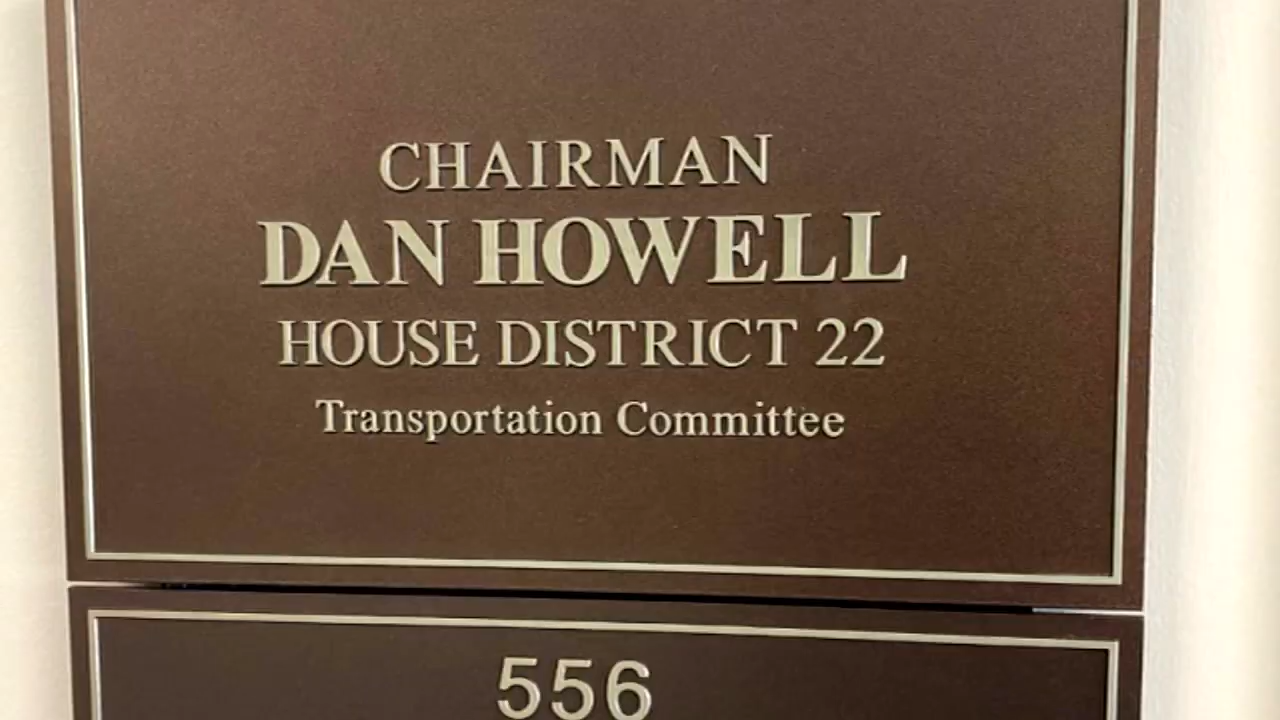 CHAIRMAN
DAN HOWELL
HOUSE DISTRICT 22
Transportation Committee
556